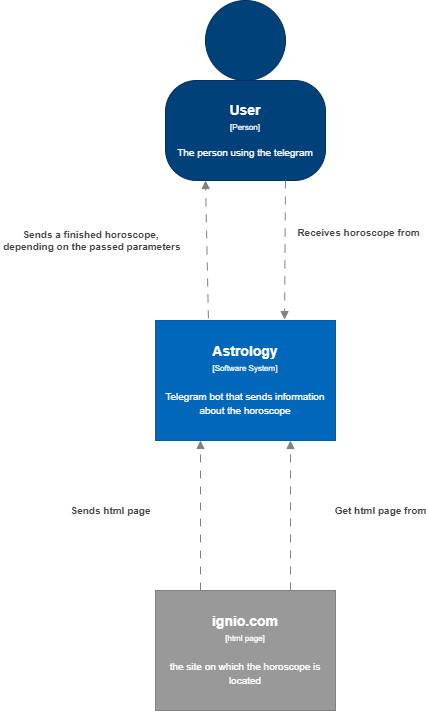 User
[Person]
The person using the telegram
Sends a finished horoscope,
depending on the passed parameters
Receives horoscope from
Astrology
[Software System]
Telegram bot that sends information
about the horoscope
Sends html page
Get html page from
ignio.com
[html page]
the site on which the horoscope is
located